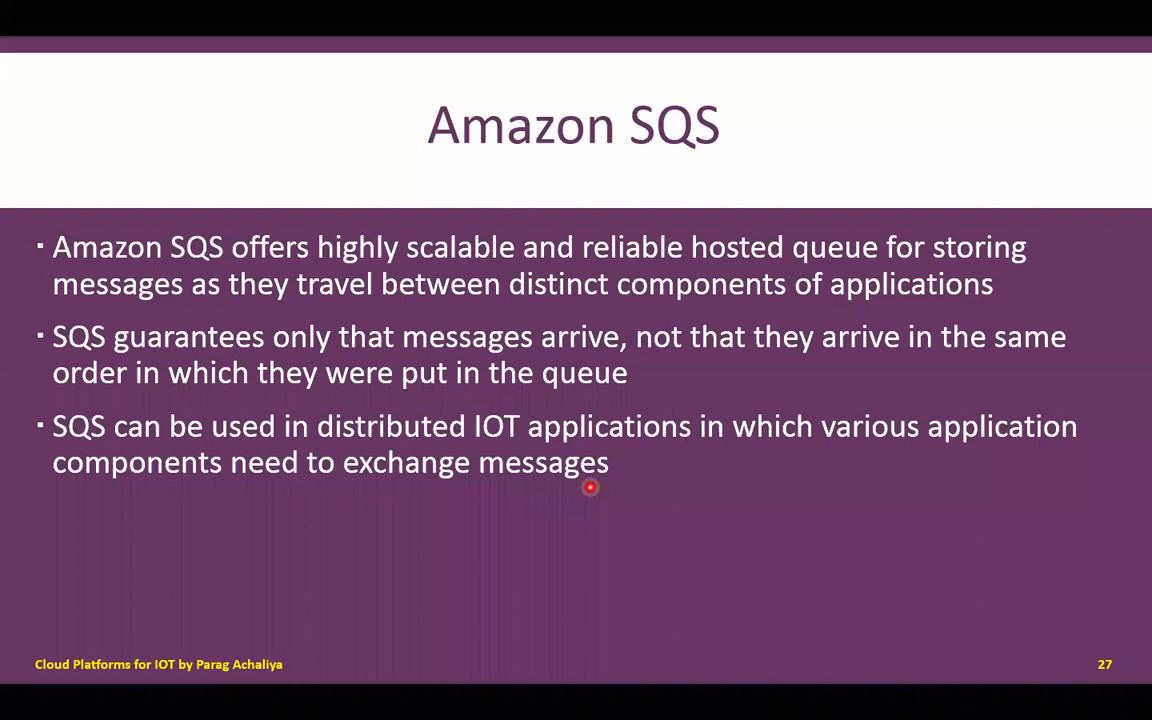 Amazon SQS
▪ Amazon SQS offers highly scalable and reliable hosted queue for storing
messages as they travel between distinct components of applications
▪ SQS guarantees only that messages arrive, not that they arrive in the same
order in which they were put in the queue
▪ SQS can be used in distributed IOT applications in which various application
components need to exchange messages
Cloud Platforms for IOT by Parag Achaliya
27